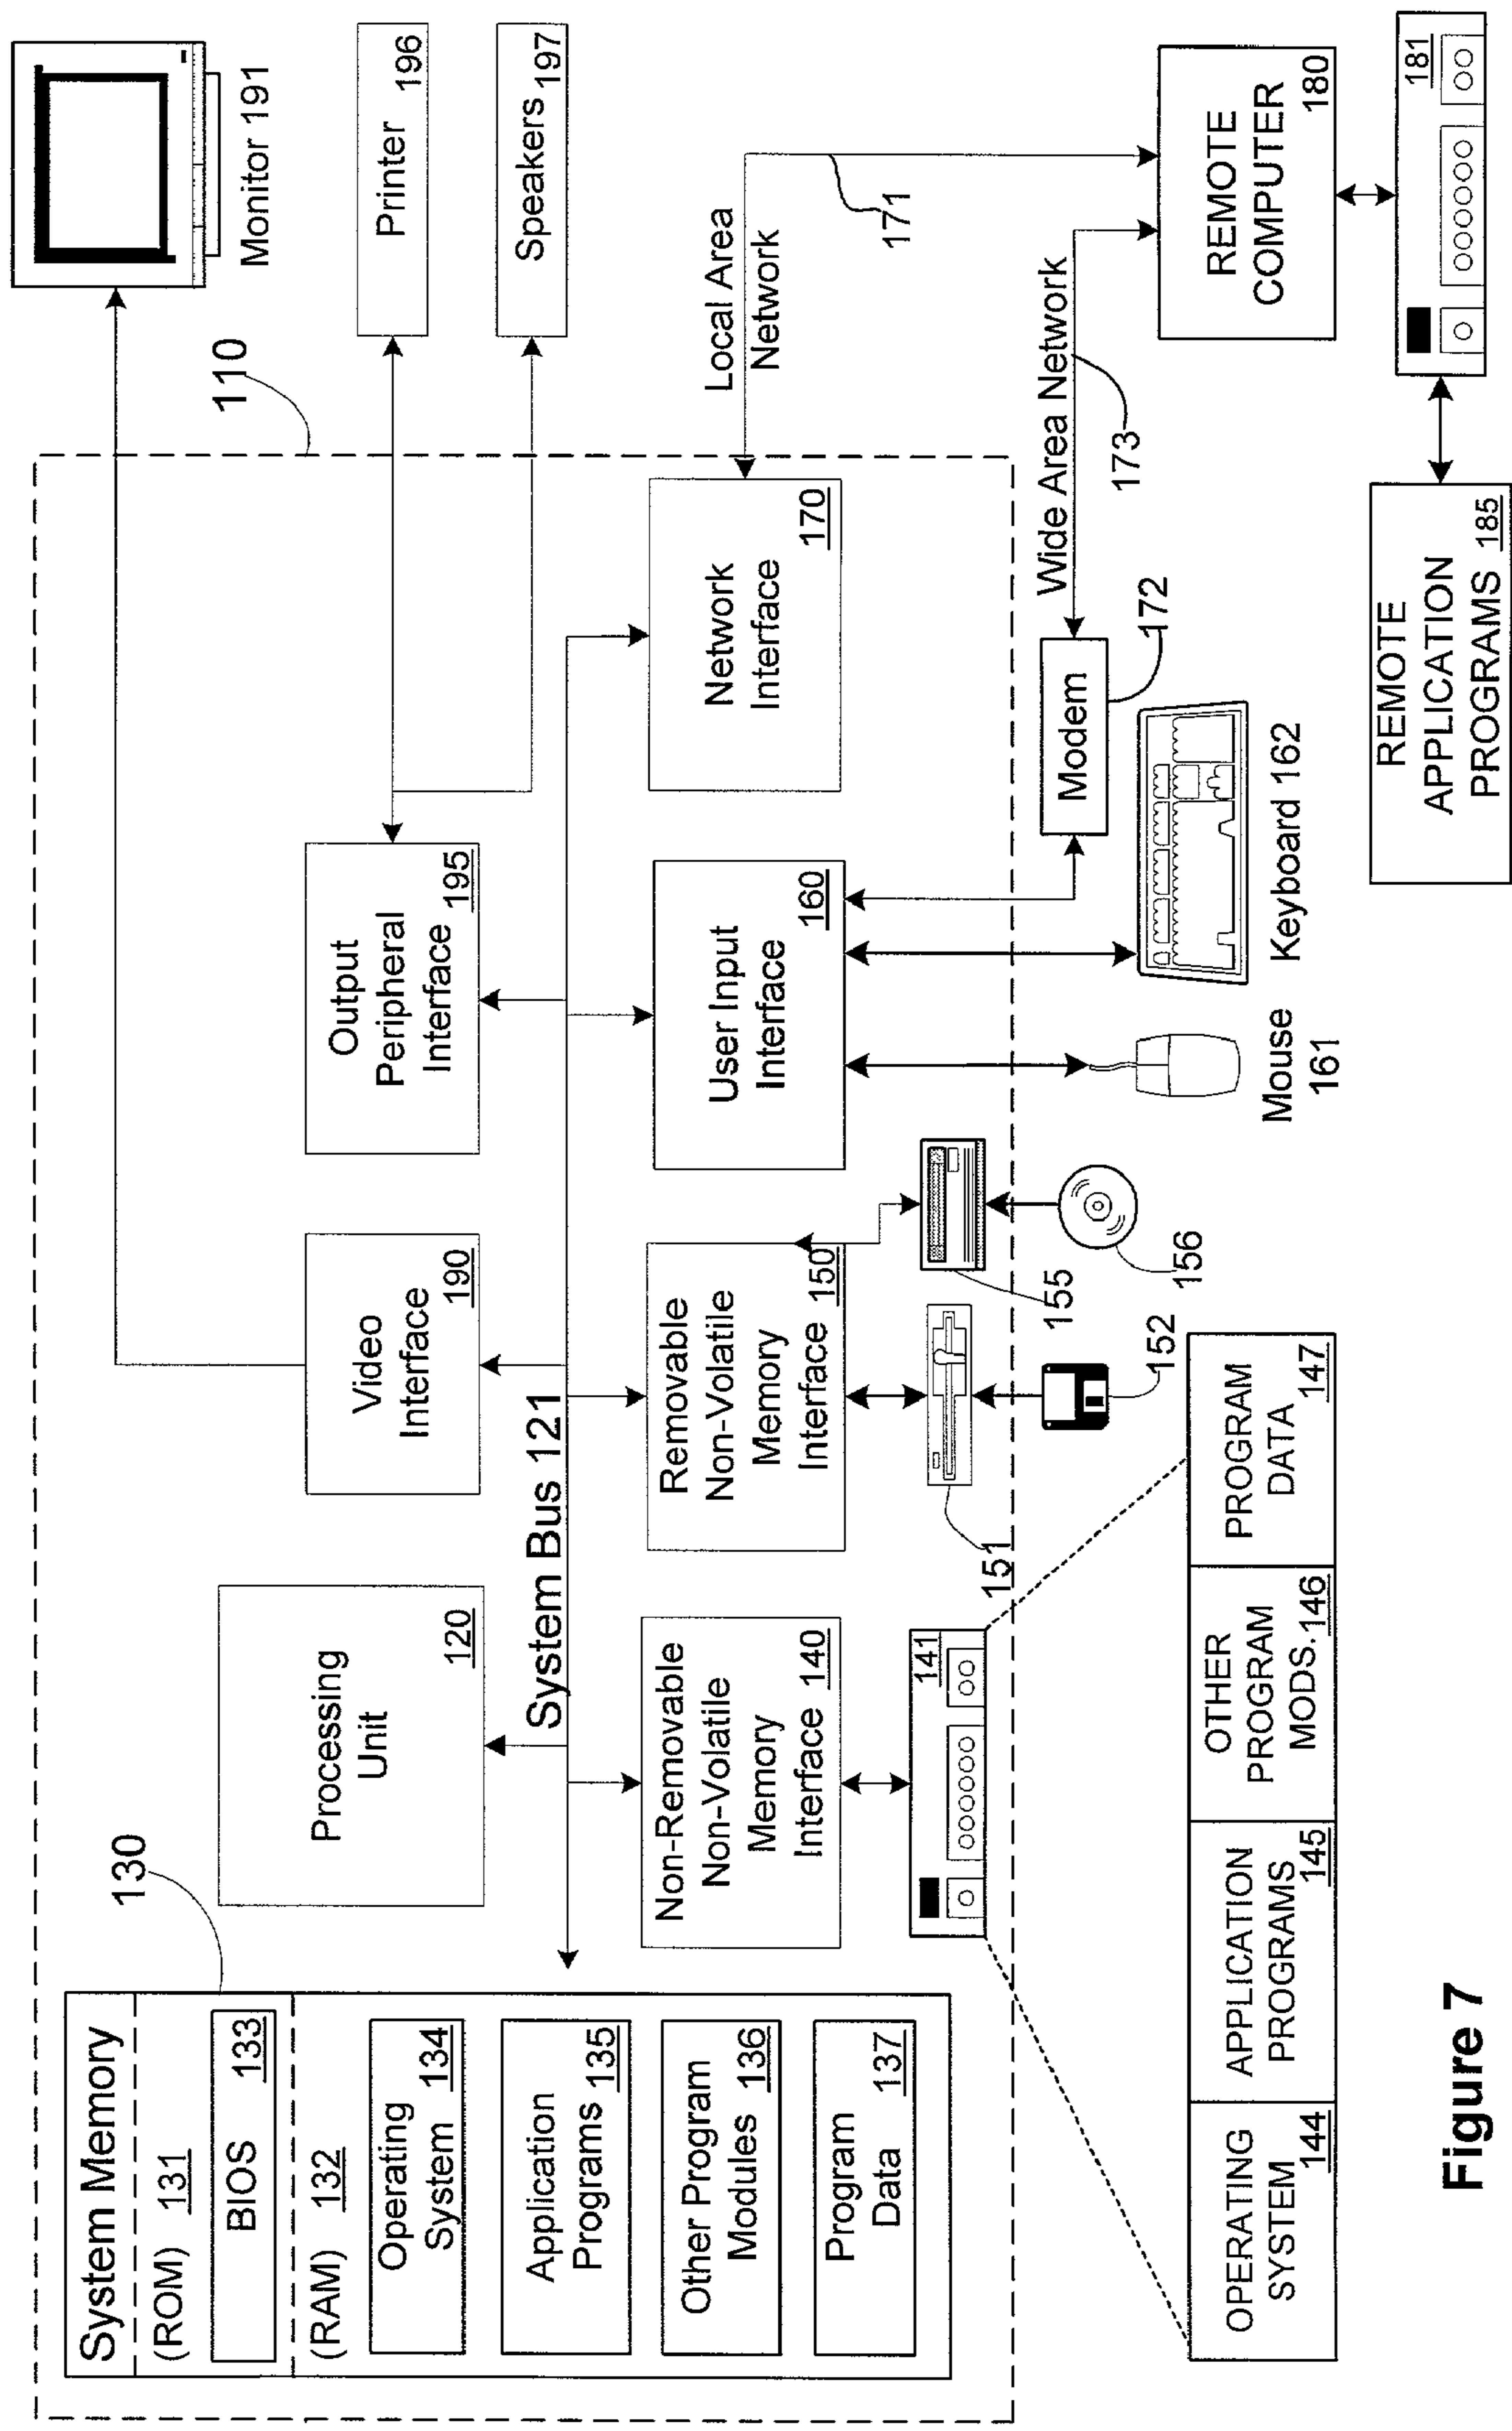 System Memory
(ROM) 131
BIOS 133
(RAM) 132
Operating
System 134
Application
Programs 135
Other Program
Modules 136
Program
Data 137
130
Processing
Unit
120
Video
Interface
190
Output
Peripheral
Interface
195
110
Monitor 191
Printer
196
Speakers
197
System Bus 121
Non-Removable
Non-Volatile
Memory
Interface 140
Removable
Non-Volatile
Memory
Interface 150
User Input
Interface
160
Network
Interface
170
Local Area
Network
171
141
151
155
152
156
Mouse
161
Keyboard 162
Modem
172
Wide Area Network
173
REMOTE
COMPUTER
180
181
REMOTE
APPLICATION
PROGRAMS 185
OPERATING
SYSTEM 144
APPLICATION
PROGRAMS 145
OTHER
PROGRAM
MODS. 146
PROGRAM
DATA 147
Figure 7